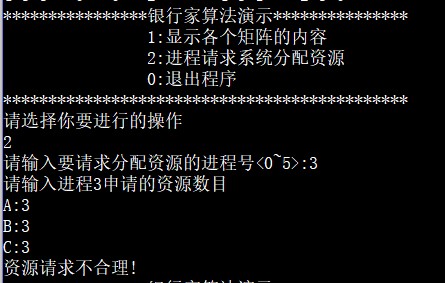 ****************银行家算法演示***************
1:显示各个矩阵的内容
2:进程请求系统分配资源
0:退出程序
*********************************************
请选择你要进行的操作
2
请输入要请求分配资源的进程号<0~5>:3
请输入进程3申请的资源数目
A:3
B:3
C:3
资源请求不合理!